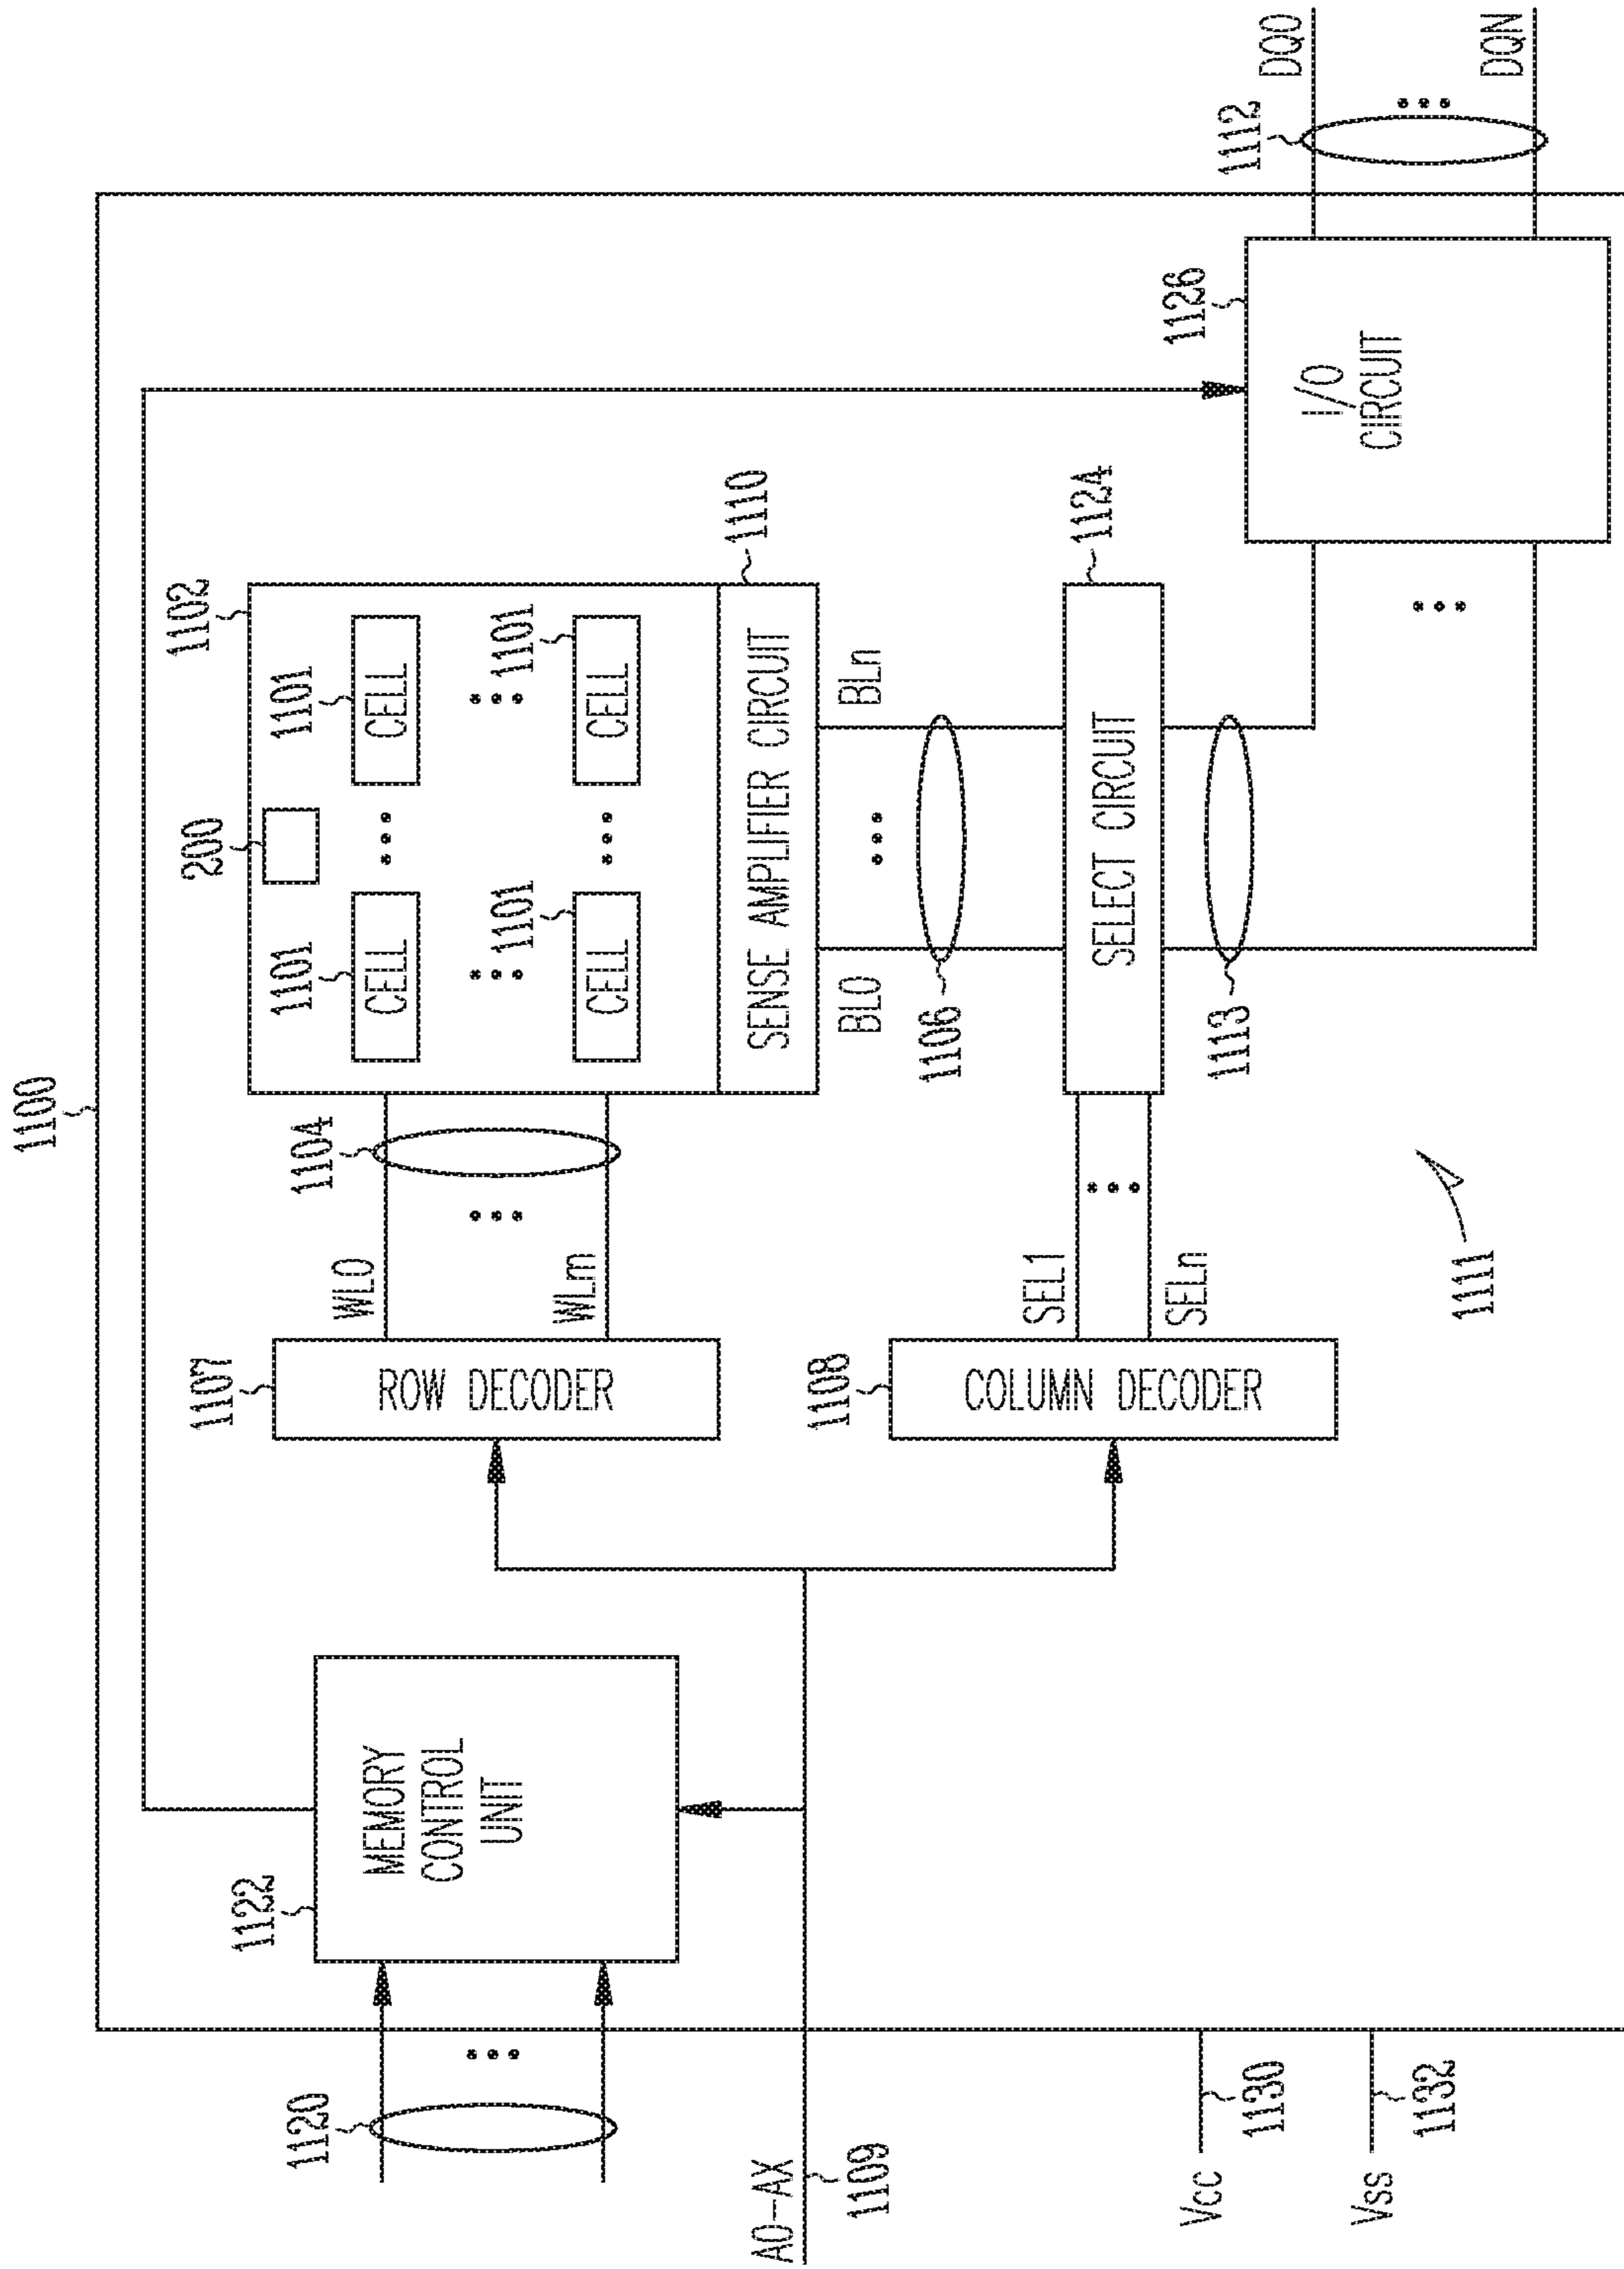 1100
1120
1122
MEMORY
CONTROL
UNIT
A0-AX
1109
Vcc
1130
Vss
1132
1107
ROW DECODER
WL0
WLm
1104
1108
COLUMN DECODER
SEL1
SELn
1111
1102
200
1101
CELL
1101
CELL
1101
CELL
1101
CELL
SENSE AMPLIFIER CIRCUIT
1110
BL0
BLn
1106
SELECT CIRCUIT
1124
1113
1126
I/O
CIRCUIT
1112
DQ0
DQN